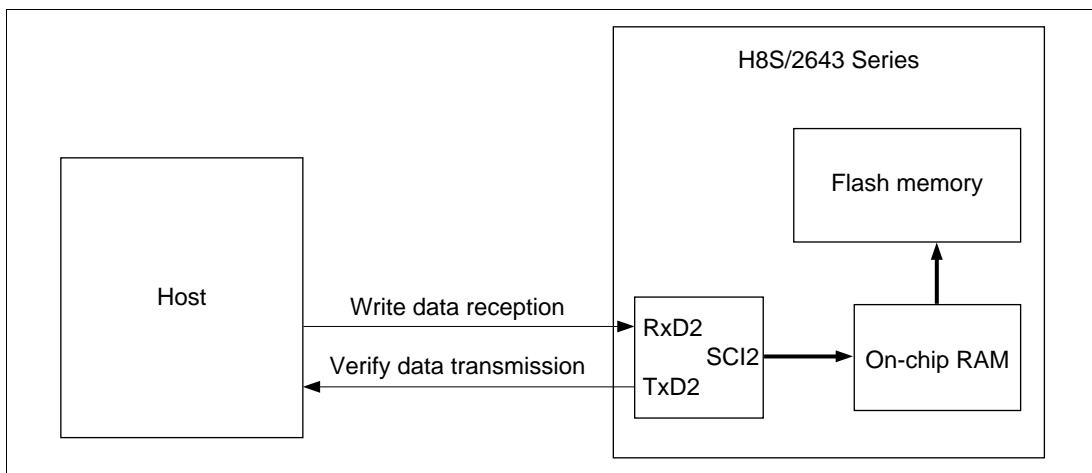 H8S/2643 Series
Flash memory
Host
Write data reception
RxD2
SCI2
On-chip RAM
Verify data transmission
TxD2